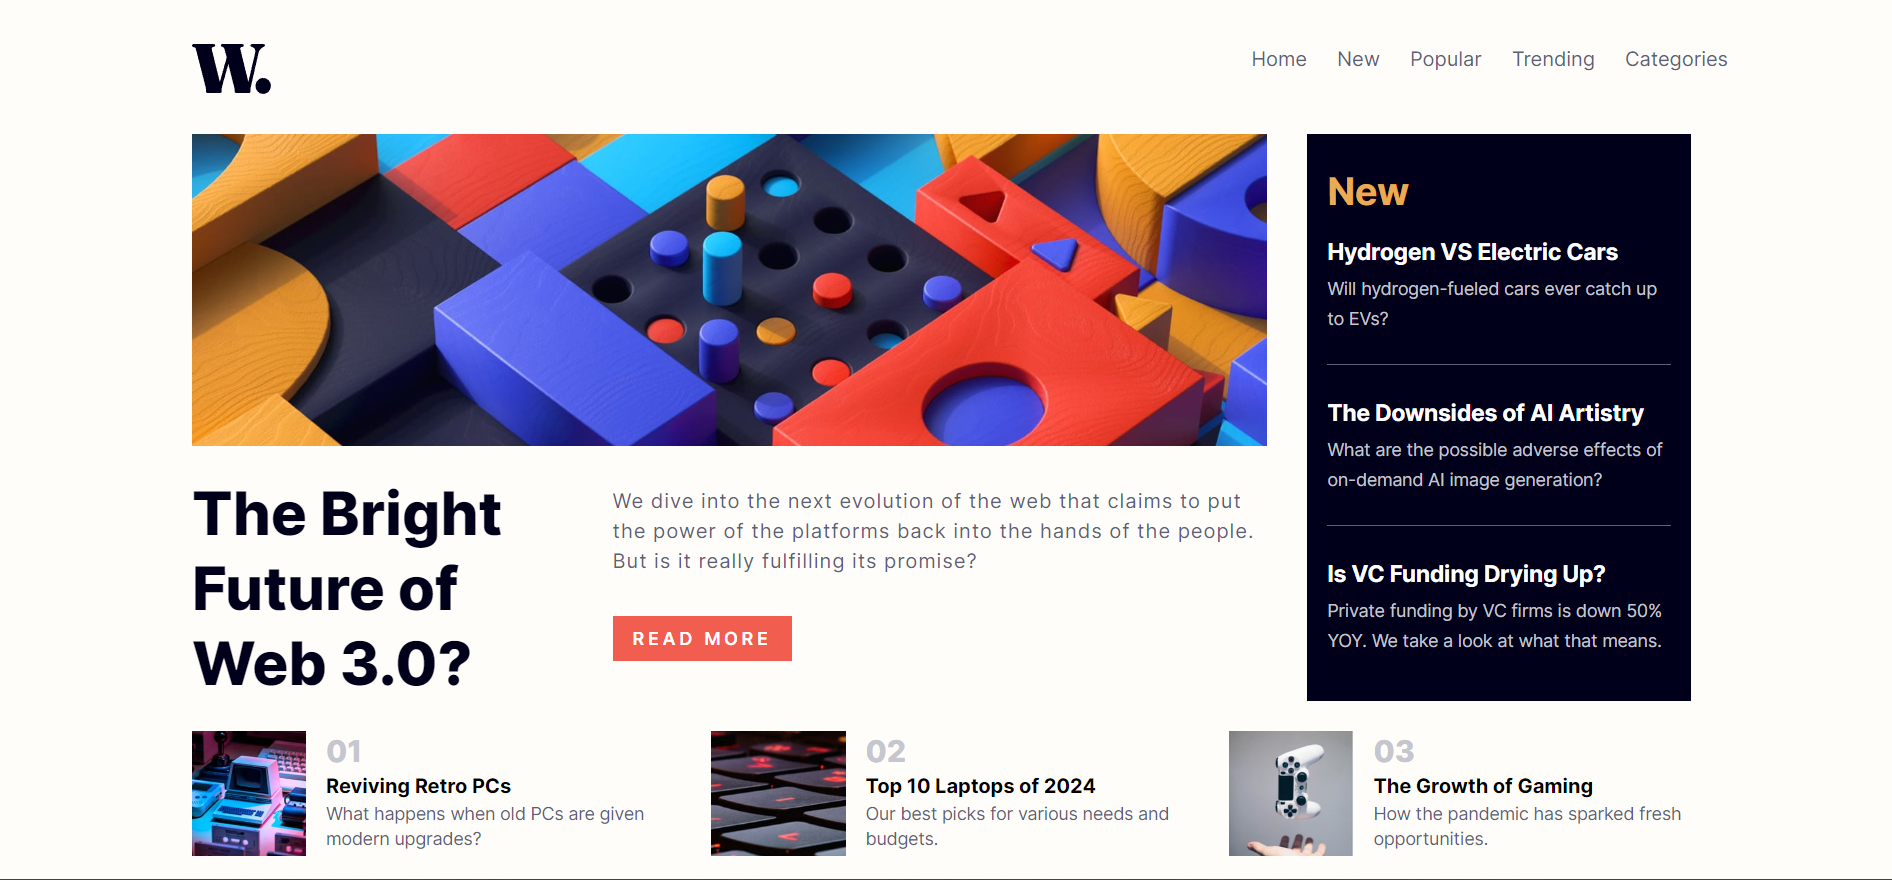 W.
Home
New
Popular
Trending
Categories
The Bright
Future of
Web 3.0?
We dive into the next evolution of the web that claims to put
the power of the platforms back into the hands of the people.
But is it really fulfilling its promise?
READ MORE
New
Hydrogen VS Electric Cars
Will hydrogen-fueled cars ever catch up
to EVs?
The Downsides of AI Artistry
What are the possible adverse effects of
on-demand AI image generation?
Is VC Funding Drying Up?
Private funding by VC firms is down 50%
YOY. We take a look at what that means.
01
Reviving Retro PCs
What happens when old PCs are given
modern upgrades?
02
Top 10 Laptops of 2024
Our best picks for various needs and
budgets.
03
The Growth of Gaming
How the pandemic has sparked fresh
opportunities.